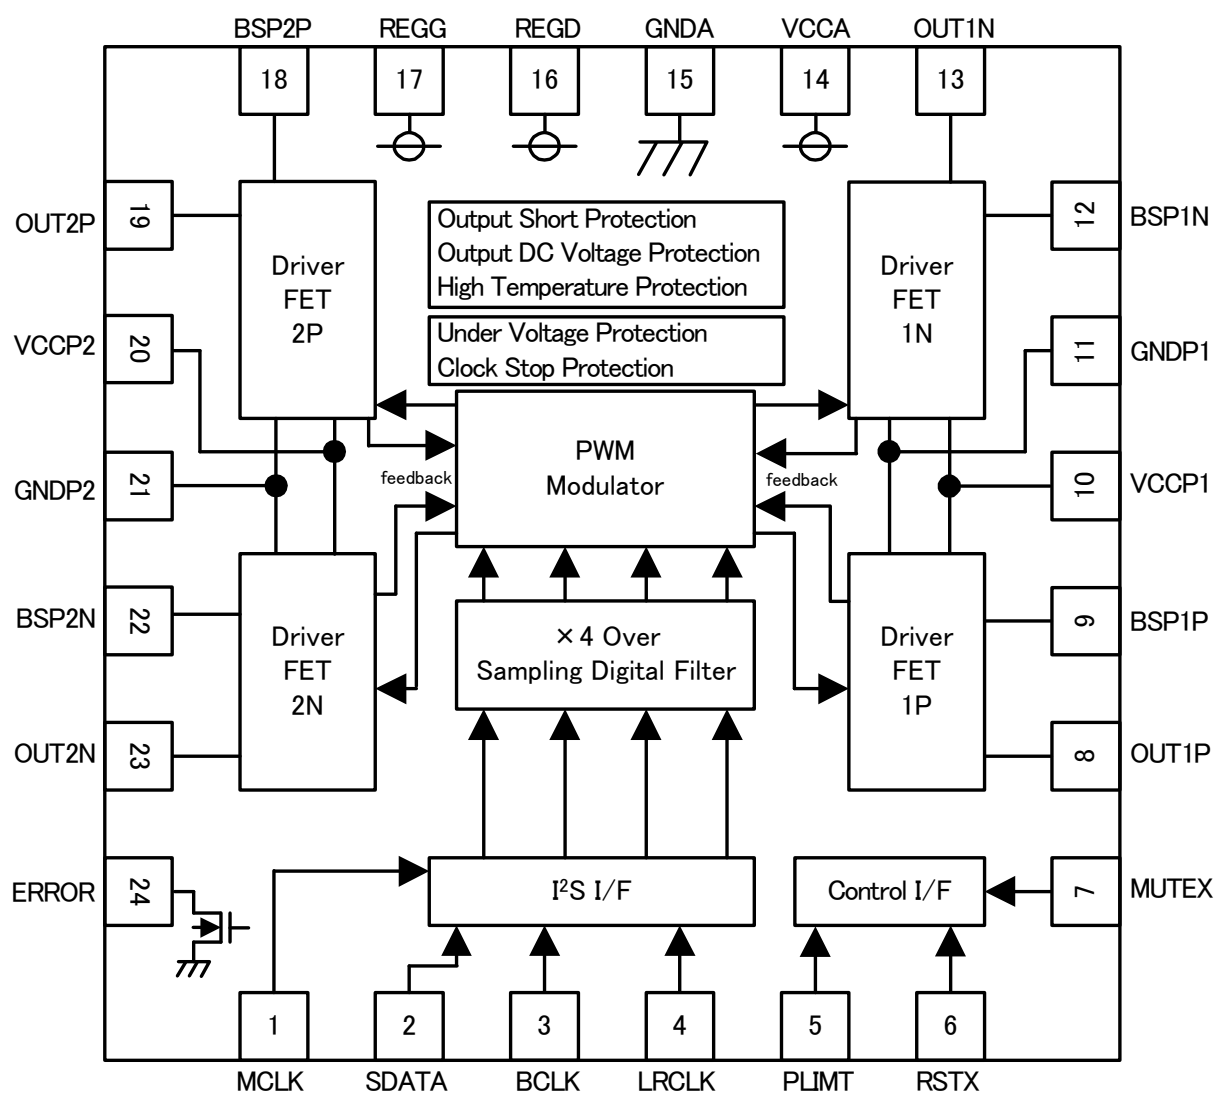 BSP2P REGG REGD GNDA VCCA OUT1N
18 17 16 15 14 13
OUT2P 19
12 BSP1N
Output Short Protection
Output DC Voltage Protection
High Temperature Protection
Driver
FET
2P
Driver
FET
1N
Under Voltage Protection
Clock Stop Protection
VCCP2 20
11 GNDP1
PWM
Modulator
feedback
feedback
GNDP2 21
10 VCCP1
BSP2N 22
9 BSP1P
Driver
FET
2N
×4 Over
Sampling Digital Filter
Driver
FET
1P
OUT2N 23
8 OUT1P
ERROR 24
I²S I/F
Control I/F
7 MUTEX
1 2 3 4 5 6
MCLK SDATA BCLK LRCLK PLIMT RSTX